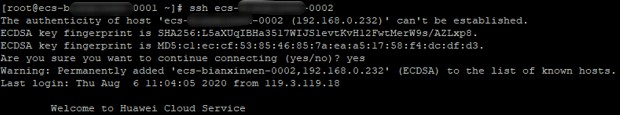 [root@ecs-b 0001 ~]# ssh ecs- -0002
The authenticity of host 'ecs- -0002 (192.168.0.232)' can't be established.
ECDSA key fingerprint is SHA256:L5aXUqIBHa3517WIJSlevtKvH12FwtMerW9s/AZLxp8.
ECDSA key fingerprint is MD5:c1:ec:cf:53:85:46:85:7a:ea:a5:17:58:f4:dc:df:d3.
Are you sure you want to continue connecting (yes/no)? yes
Warning: Permanently added 'ecs-bianxinwen-0002,192.168.0.232' (ECDSA) to the list of known hosts.
Last login: Thu Aug  6 11:04:05 2020 from 119.3.119.18
Welcome to Huawei Cloud Service